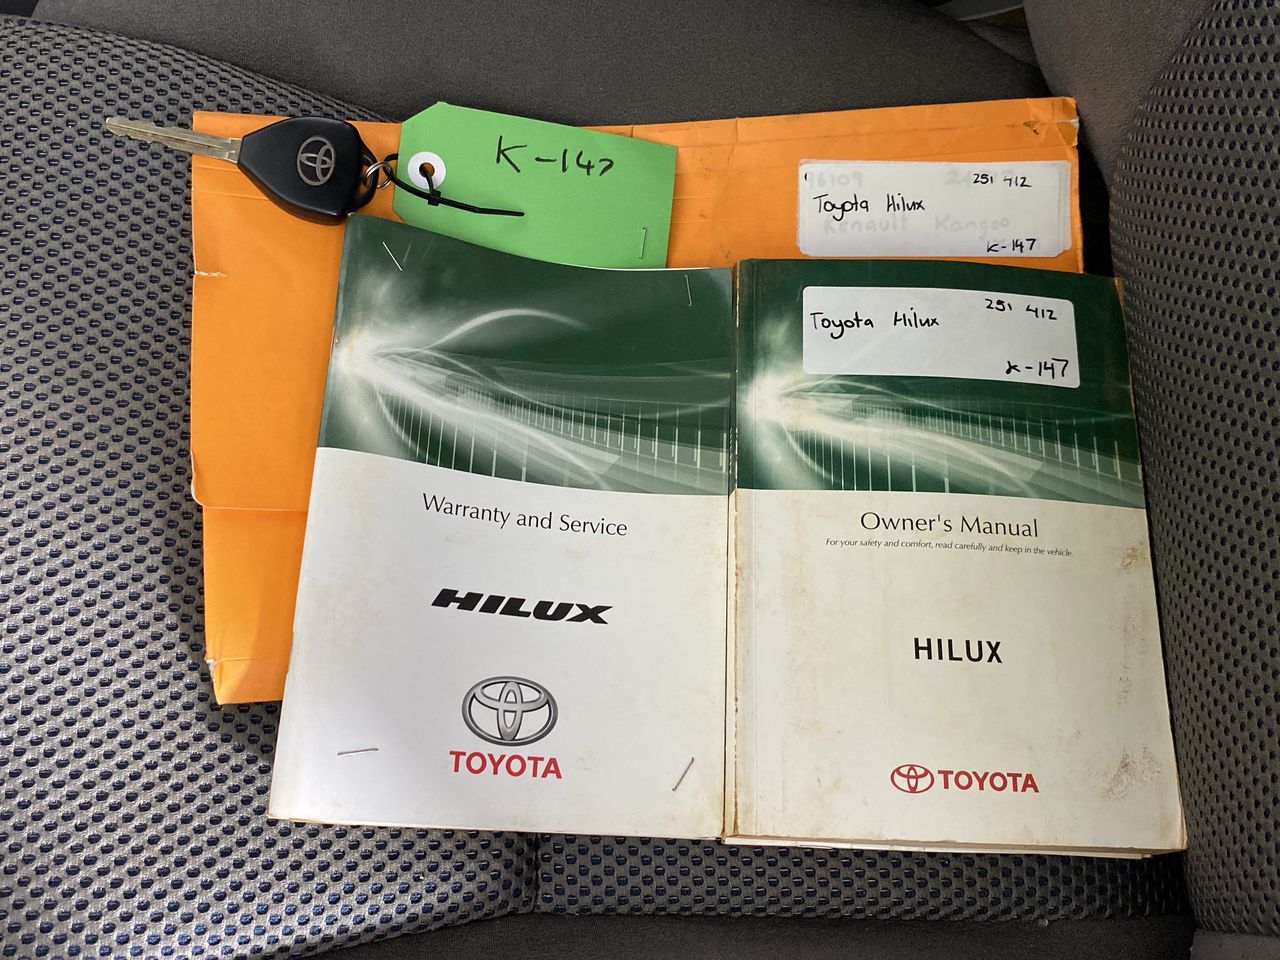 K-147
251 412
Toyota Hilux
Renault Kangoo
K-147
Toyota Hilux
251 412
K-147
Warranty and Service
HILUX
TOYOTA
Owner's Manual
For your safety and comfort, read carefully and keep in the vehicle.
HILUX
TOYOTA